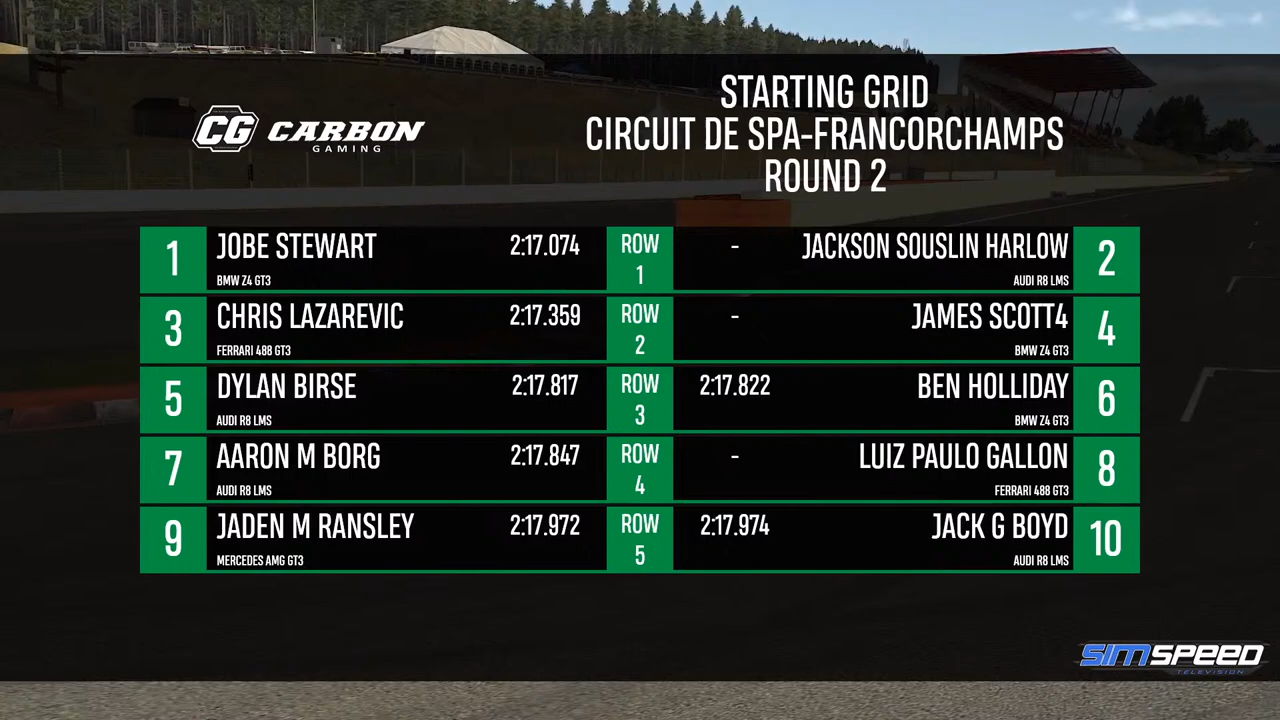 CG CARBON
GAMING
STARTING GRID
CIRCUIT DE SPA-FRANCORCHAMPS
ROUND 2
1 JOBE STEWART 2:17.074 ROW 1 - JACKSON SOUSLIN HARLOW 2
BMW Z4 GT3 AUDI R8 LMS
3 CHRIS LAZAREVIC 2:17.359 ROW 2 - JAMES SCOTT4 4
FERRARI 488 GT3 BMW Z4 GT3
5 DYLAN BIRSE 2:17.817 ROW 3 2:17.822 BEN HOLLIDAY 6
AUDI R8 LMS BMW Z4 GT3
7 AARON M BORG 2:17.847 ROW 4 - LUIZ PAULO GALLON 8
AUDI R8 LMS FERRARI 488 GT3
9 JADEN M RANSLEY 2:17.972 ROW 5 2:17.974 JACK G BOYD 10
MERCEDES AMG GT3 AUDI R8 LMS
SIMSPEED
TELEVISION